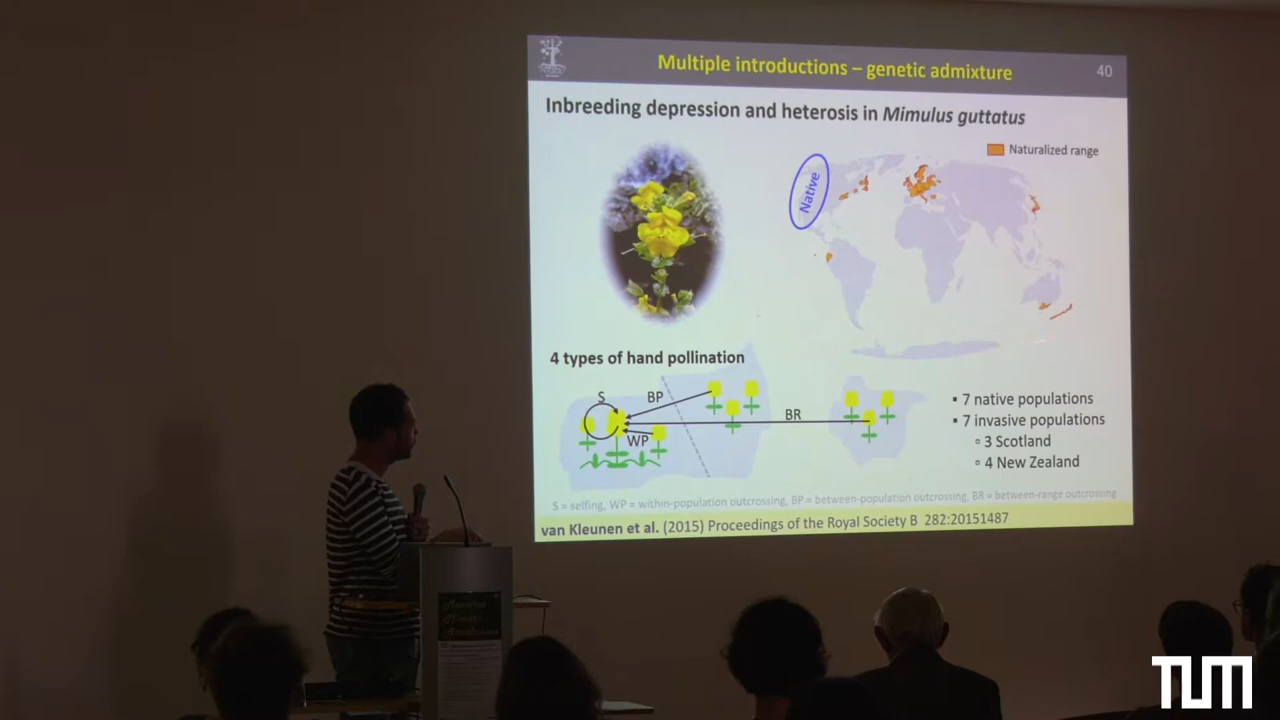 Multiple introductions – genetic admixture
40
Inbreeding depression and heterosis in Mimulus guttatus
Naturalized range
Native
4 types of hand pollination
S
BP
WP
BR
▪ 7 native populations
▪ 7 invasive populations
▫ 3 Scotland
▫ 4 New Zealand
S = selfing, WP = within-population outcrossing, BP = between-population outcrossing, BR = between-range outcrossing
van Kleunen et al. (2015) Proceedings of the Royal Society B 282:20151487
TUM